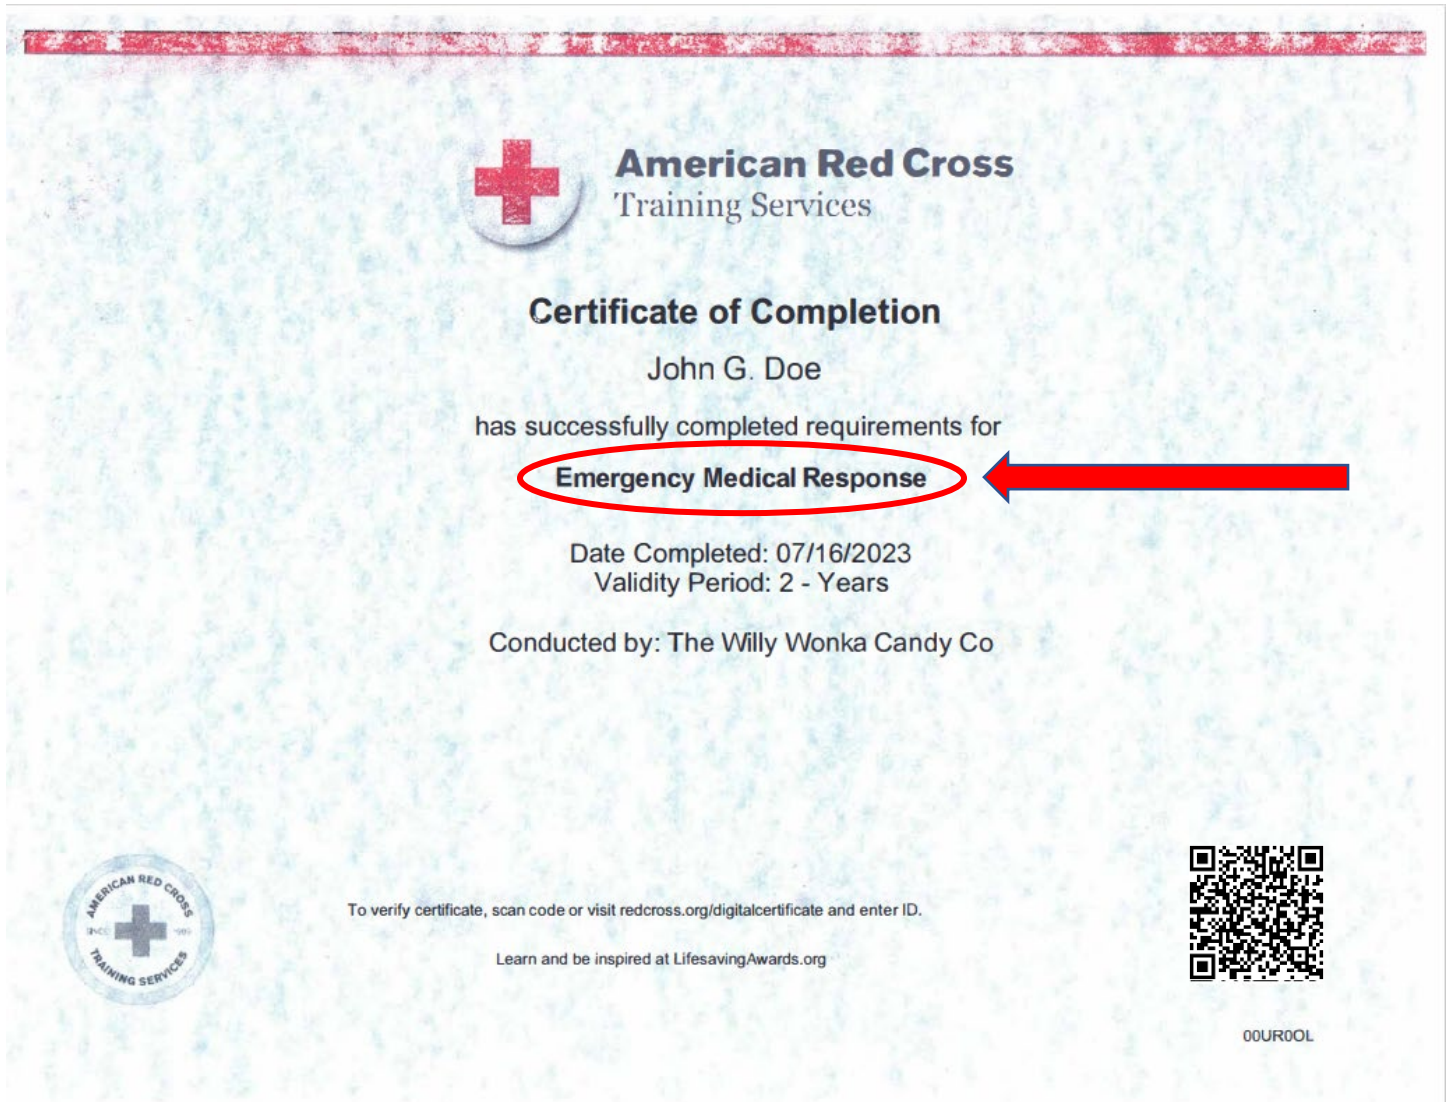 American Red Cross
Training Services
Certificate of Completion
John G. Doe
has successfully completed requirements for
Emergency Medical Response
Date Completed: 07/16/2023
Validity Period: 2 - Years
Conducted by: The Willy Wonka Candy Co
AMERICAN RED CROSS
TRAINING SERVICES
To verify certificate, scan code or visit redcross.org/digitalcertificate and enter ID.
Learn and be inspired at LifesavingAwards.org
00UR0OL